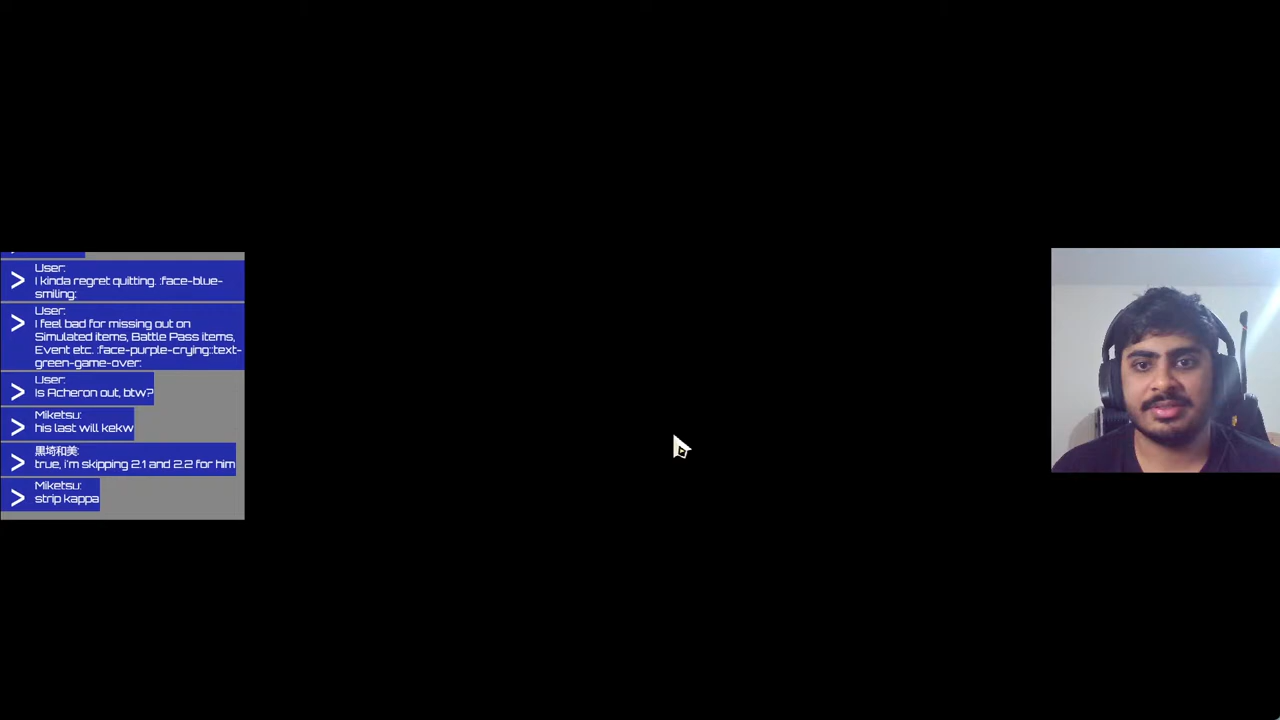 User:
I kinda regret quitting. :face-blue-
smiling:
User:
I feel bad for missing out on
Simulated items, Battle Pass items,
Event etc. :face-purple-crying::text-
green-game-over:
User:
Is Acheron out, btw?
Miketsu:
his last will kekw
黒埼和美:
true, i'm skipping 2.1 and 2.2 for him
Miketsu:
strip kappa